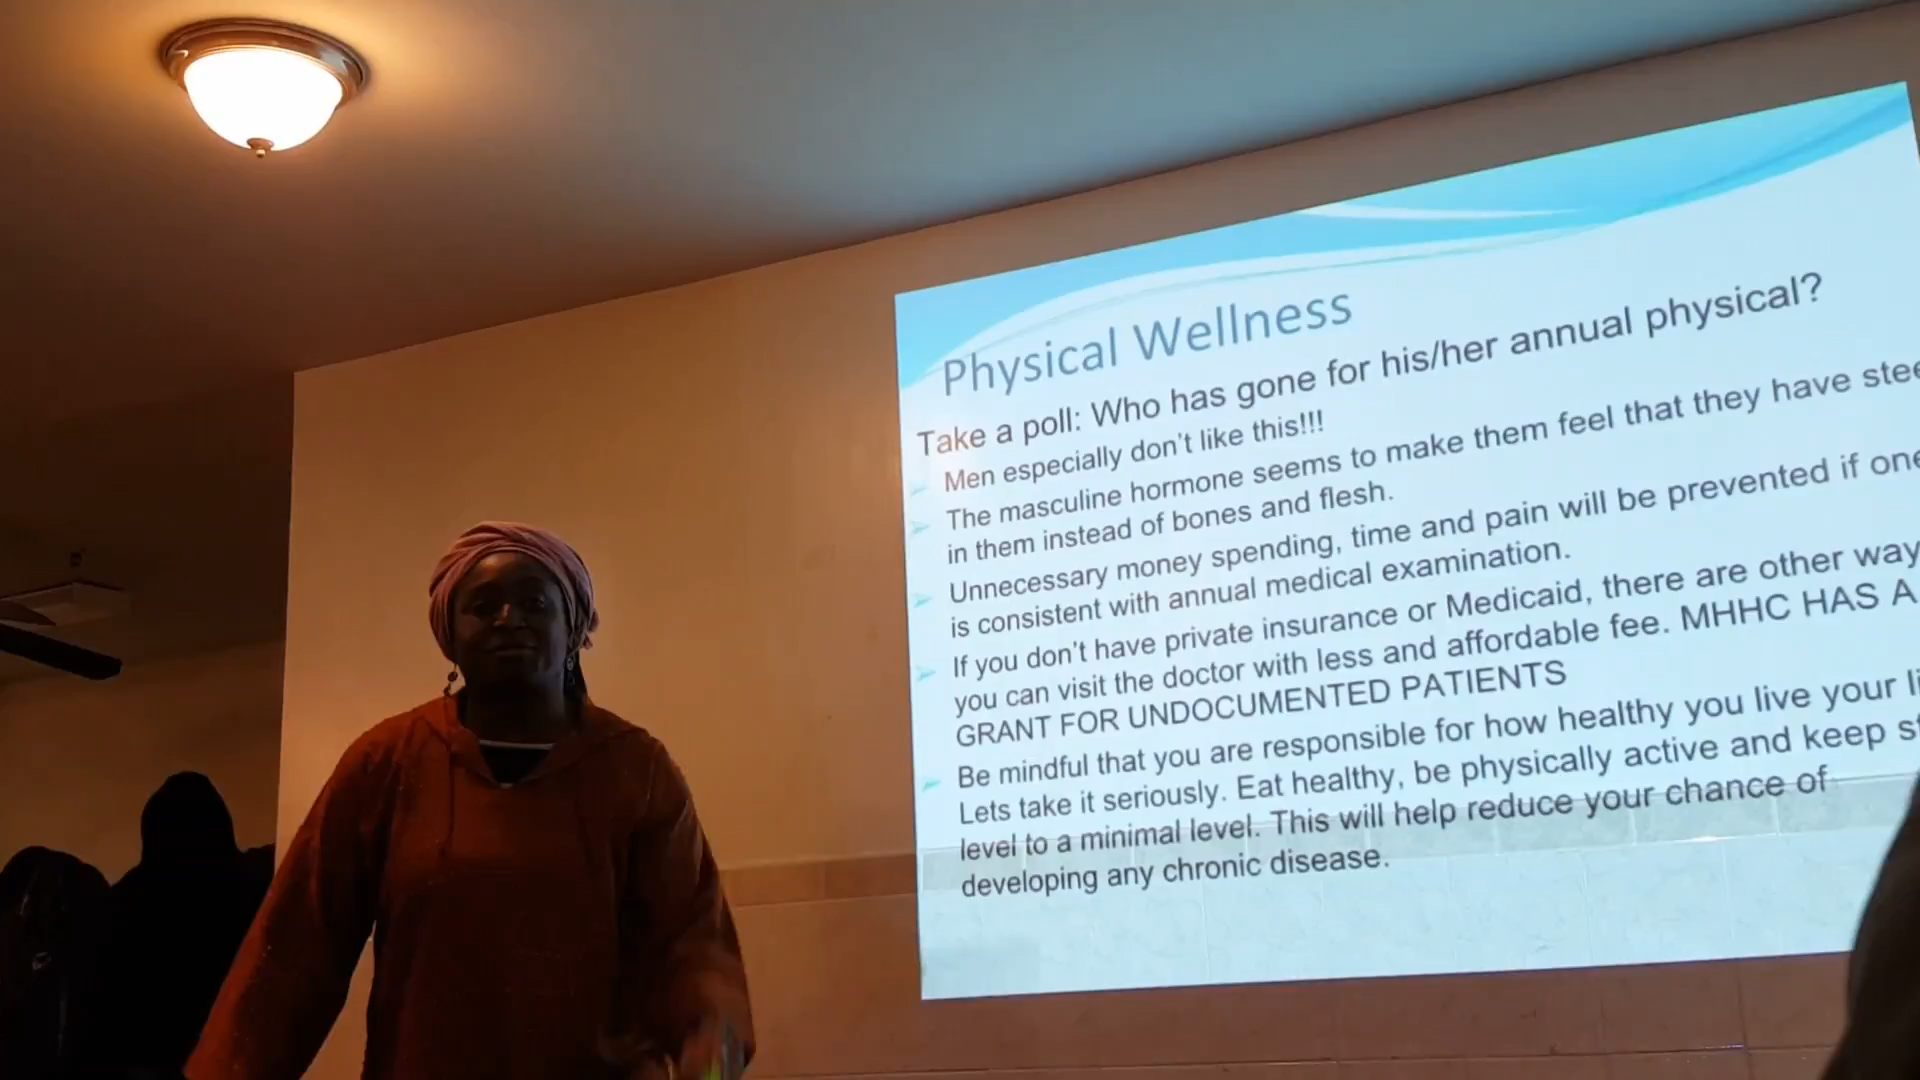 Physical Wellness
Take a poll: Who has gone for his/her annual physical?
Men especially don't like this!!!
The masculine hormone seems to make them feel that they have
in them instead of bones and flesh.
Unnecessary money spending, time and pain will be prevented if one
is consistent with annual medical examination.
If you don't have private insurance or Medicaid, there are other
you can visit the doctor with less and affordable fee. MHHC HAS A
GRANT FOR UNDOCUMENTED PATIENTS
Be mindful that you are responsible for how healthy you live your
Lets take it seriously. Eat healthy, be physically active and keep
level to a minimal level. This will help reduce your chance of
developing any chronic disease.